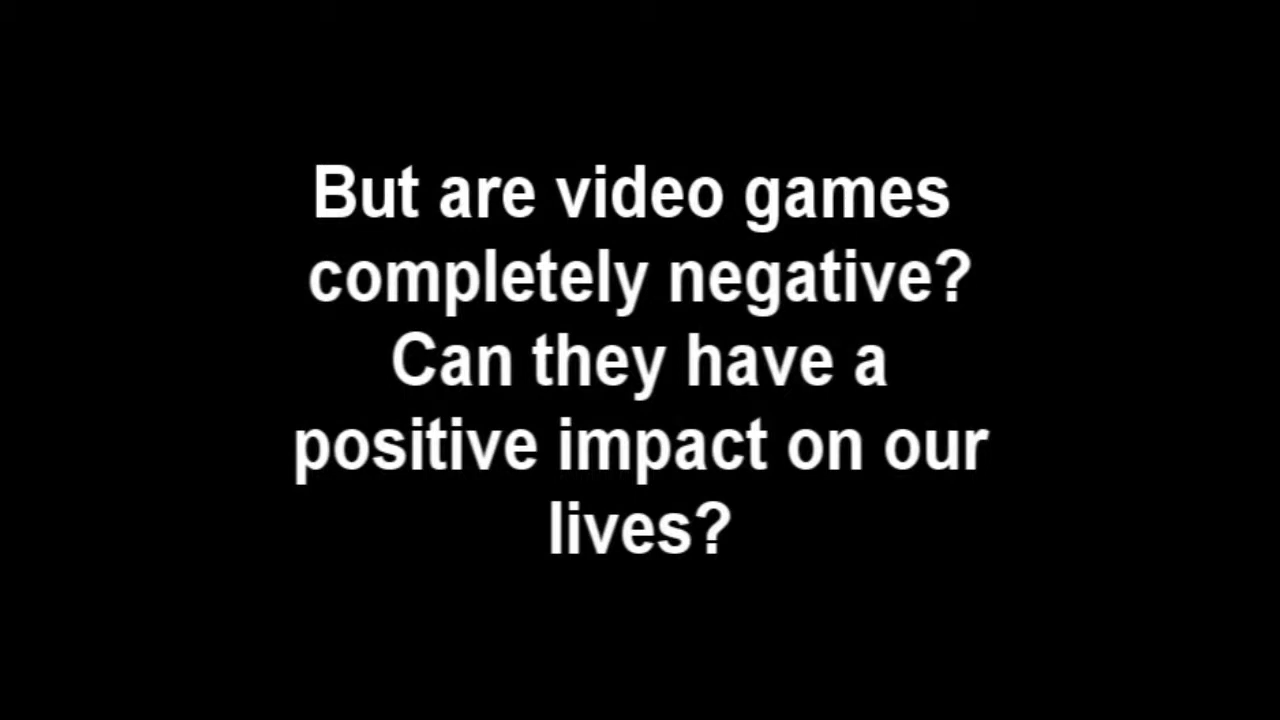 But are video games
completely negative?
Can they have a
positive impact on our
lives?